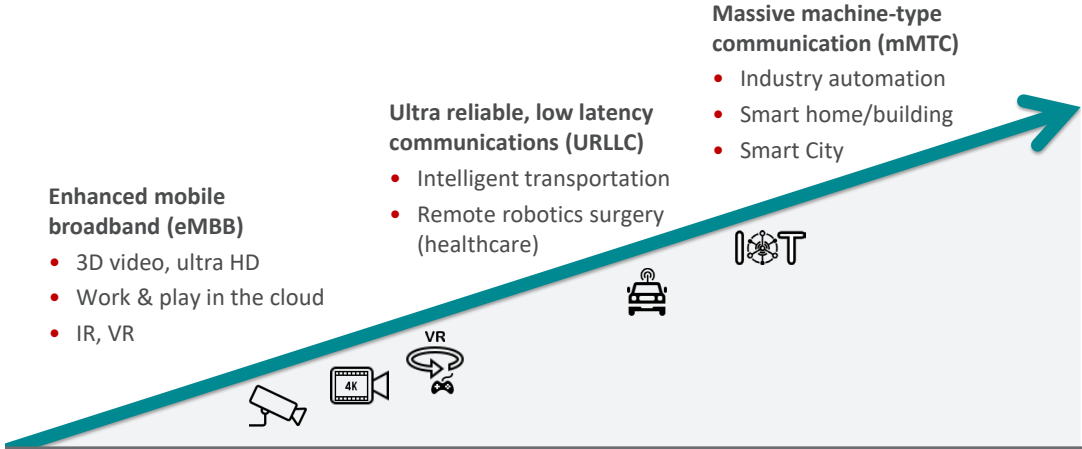 Massive machine-type
communication (mMTC)
• Industry automation
• Smart home/building
• Smart City
Ultra reliable, low latency
communications (URLLC)
• Intelligent transportation
• Remote robotics surgery
(healthcare)
Enhanced mobile
broadband (eMBB)
• 3D video, ultra HD
• Work & play in the cloud
• IR, VR
IOT
VR
4K